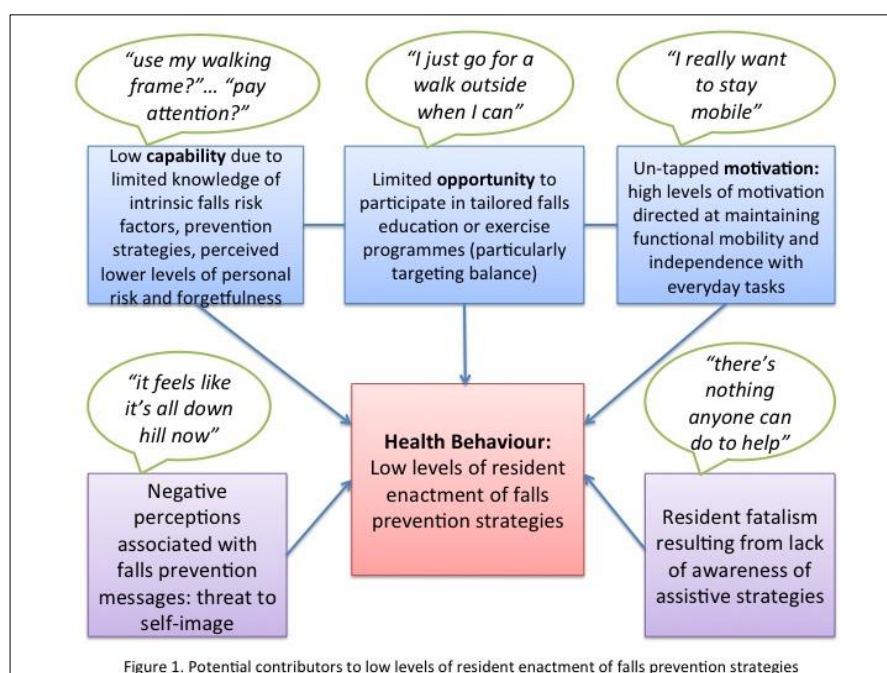 “use my walking
frame?”... “pay
attention?”
“I just go for a
walk outside
when I can”
“I really want
to stay
mobile”
Low capability due to
limited knowledge of
intrinsic falls risk
factors, prevention
strategies, perceived
lower levels of personal
risk and forgetfulness
Limited opportunity to
participate in tailored falls
education or exercise
programmes (particularly
targeting balance)
Un-tapped motivation:
high levels of motivation
directed at maintaining
functional mobility and
independence with
everyday tasks
“it feels like
it’s all down
hill now”
“there’s
nothing
anyone can
do to help”
Negative
perceptions
associated with
falls prevention
messages: threat to
self-image
Health Behaviour:
Low levels of resident
enactment of falls
prevention strategies
Resident fatalism
resulting from lack
of awareness of
assistive strategies
Figure 1. Potential contributors to low levels of resident enactment of falls prevention strategies